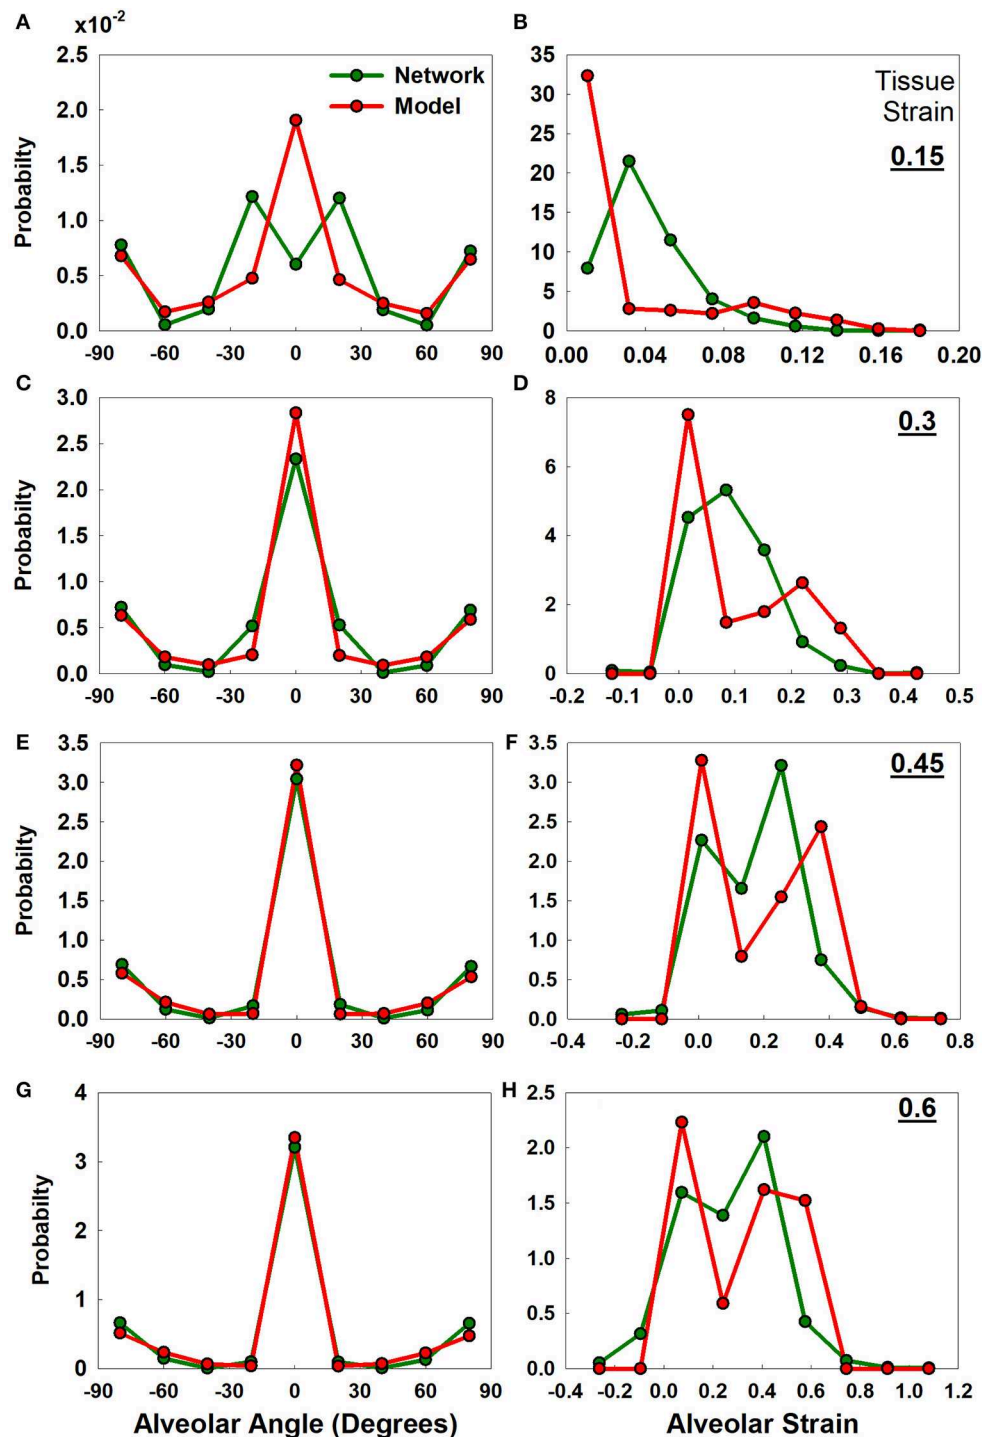 A
x10-2
2.5
2.0
1.5
1.0
0.5
0.0
Probabilty
-90 -60 -30 0 30 60 90
Network
Model
B
35
30
25
20
15
10
5
0
0.00 0.04 0.08 0.12 0.16 0.20
Tissue
Strain
0.15
C
3.0
2.5
2.0
1.5
1.0
0.5
0.0
Probabilty
-90 -60 -30 0 30 60 90
D
8
6
4
2
0
-0.2 -0.1 0.0 0.1 0.2 0.3 0.4 0.5
0.3
E
3.5
3.0
2.5
2.0
1.5
1.0
0.5
0.0
Probabilty
-90 -60 -30 0 30 60 90
F
3.5
3.0
2.5
2.0
1.5
1.0
0.5
0.0
-0.4 -0.2 0.0 0.2 0.4 0.6 0.8
0.45
G
4
3
2
1
0
Probabilty
-90 -60 -30 0 30 60 90
Alveolar Angle (Degrees)
H
2.5
2.0
1.5
1.0
0.5
0.0
-0.4 -0.2 0.0 0.2 0.4 0.6 0.8 1.0 1.2
0.6
Alveolar Strain